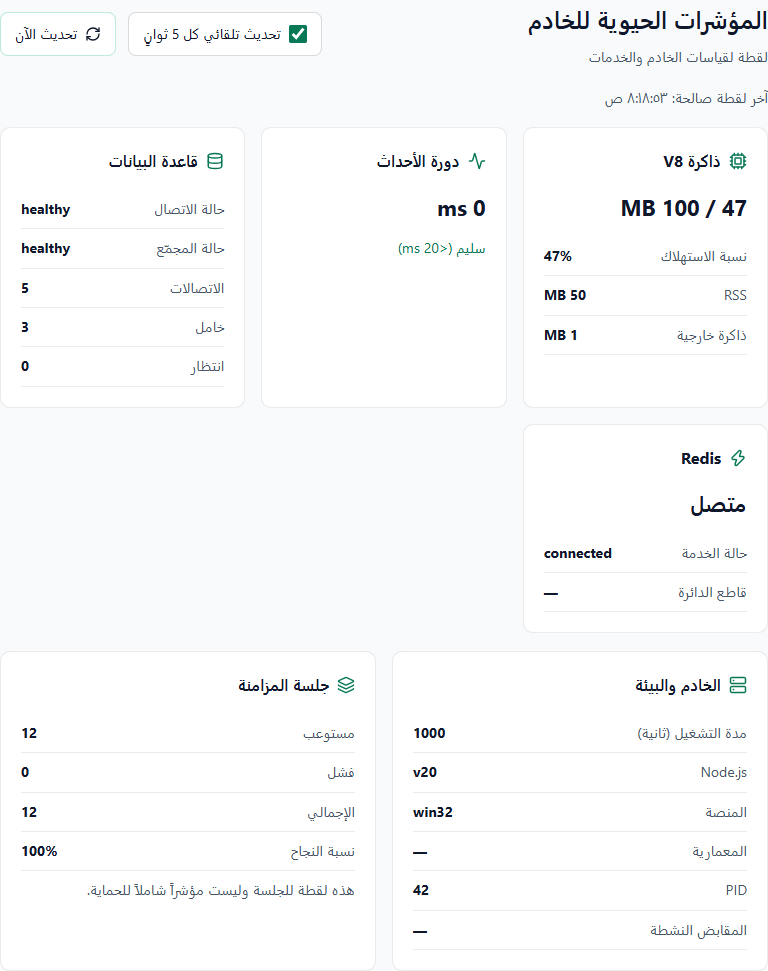 المؤشرات الحيوية للخادم
لقطة لقياسات الخادم والخدمات
آخر لقطة صالحة: ٨:١٨:٥٣ ص
تحديث تلقائي كل 5 ثوانٍ
تحديث الآن
ذاكرة V8
47 / 100 MB
نسبة الاستهلاك 47%
RSS 50 MB
ذاكرة خارجية 1 MB
دورة الأحداث
0 ms
سليم (<20 ms)
قاعدة البيانات
حالة الاتصال healthy
حالة المجمّع healthy
الاتصالات 5
خامل 3
انتظار 0
Redis
متصل
حالة الخدمة connected
قاطع الدائرة —
الخادم والبيئة
مدة التشغيل (ثانية) 1000
Node.js v20
المنصة win32
المعمارية —
PID 42
المقابض النشطة —
جلسة المزامنة
مستوعب 12
فشل 0
الإجمالي 12
نسبة النجاح 100%
هذه لقطة للجلسة وليست مؤشراً شاملاً للحماية.